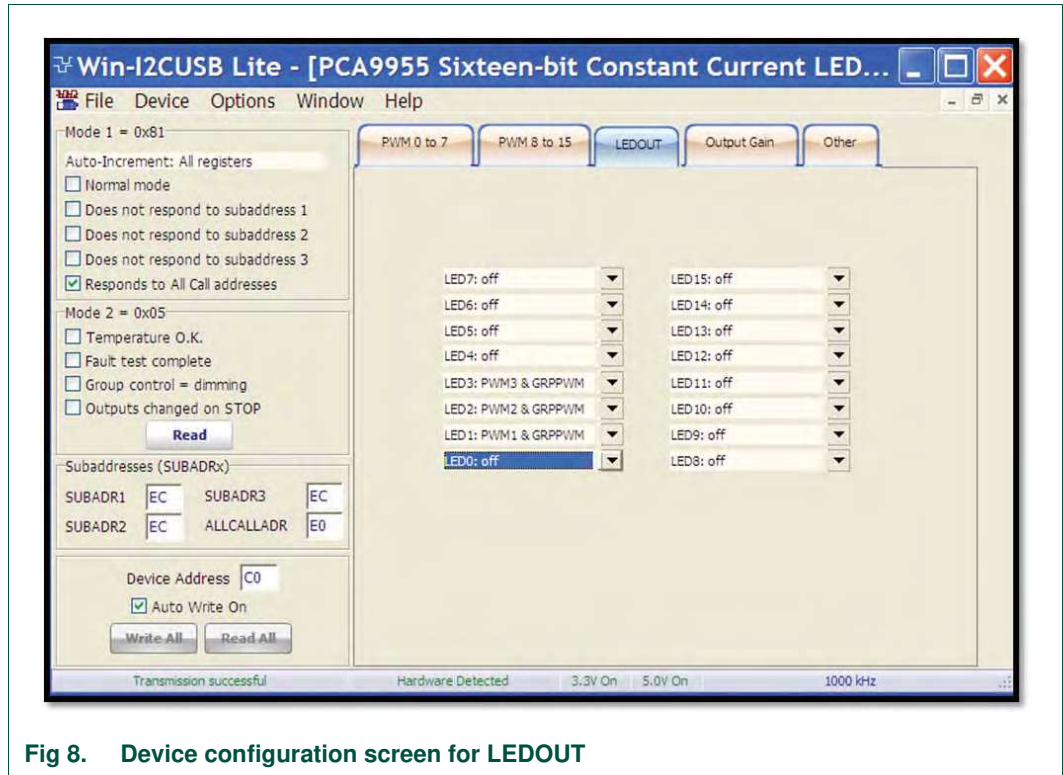 Win-I2CUSB Lite - [PCA9955 Sixteen-bit Constant Current LED...
File Device Options Window Help
Mode 1 = 0x81
Auto-Increment: All registers
Normal mode
Does not respond to subaddress 1
Does not respond to subaddress 2
Does not respond to subaddress 3
Responds to All Call addresses
Mode 2 = 0x05
Temperature O.K.
Fault test complete
Group control = dimming
Outputs changed on STOP
Read
Subaddresses (SUBADRx)
SUBADR1 EC SUBADR3 EC
SUBADR2 EC ALLCALLADR E0
Device Address C0
Auto Write On
Write All Read All
PWM 0 to 7 PWM 8 to 15 LEDOUT Output Gain Other
LED7: off LED15: off
LED6: off LED14: off
LED5: off LED13: off
LED4: off LED12: off
LED3: PWM3 & GRPPWM LED11: off
LED2: PWM2 & GRPPWM LED10: off
LED1: PWM1 & GRPPWM LED9: off
LED0: off LED8: off
Transmission successful Hardware Detected 3.3V On 5.0V On 1000 kHz
Fig 8. Device configuration screen for LEDOUT